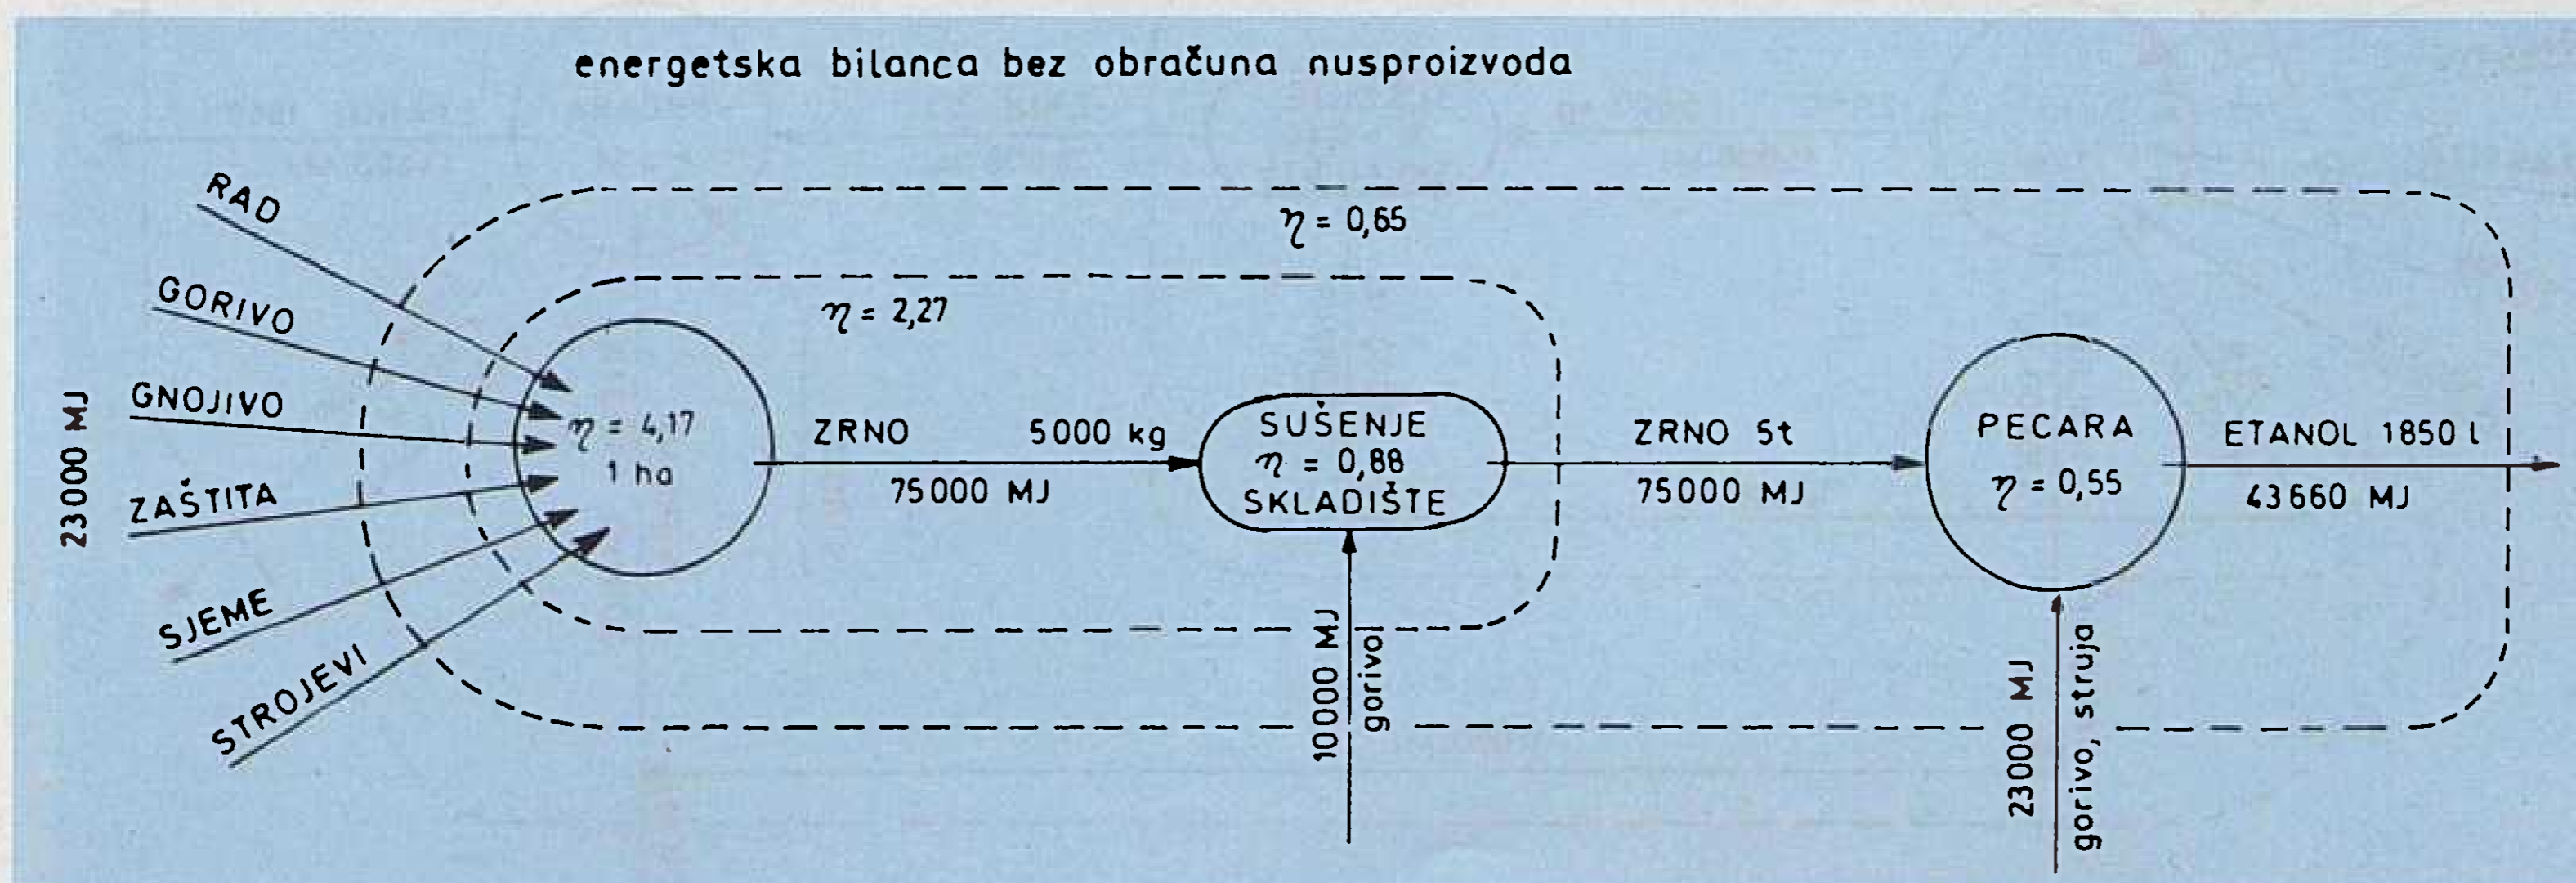 energetska bilanca bez obračuna nusproizvoda
η = 0,65
η = 2,27
RAD
GORIVO
GNOJIVO
ZAŠTITA
SJEME
STROJEVI
23000 MJ
η = 4,17
1 ha
ZRNO 5000 kg
75000 MJ
SUŠENJE
η = 0,88
SKLADIŠTE
10000 MJ
gorivo
ZRNO 5t
75000 MJ
PECARA
η = 0,55
23000 MJ
gorivo, struja
ETANOL 1850 l
43660 MJ